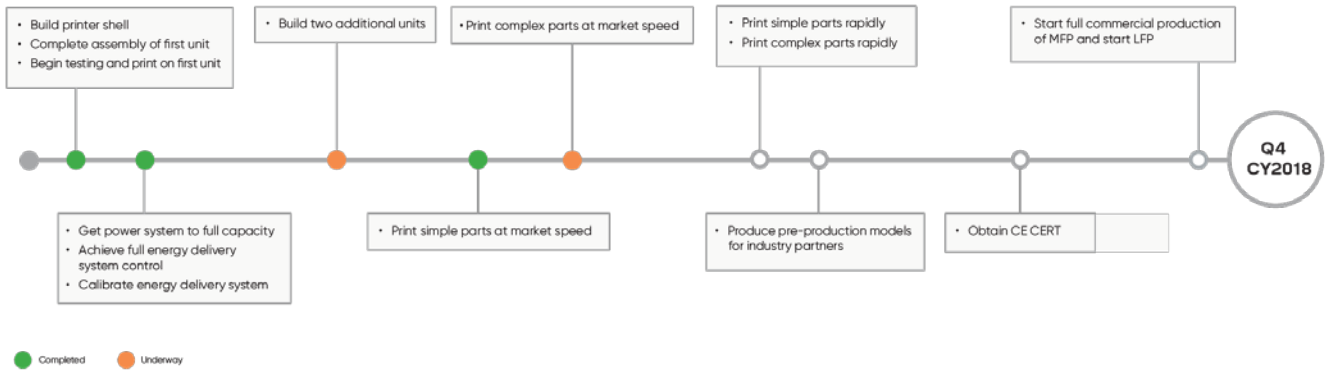 • Build printer shell
• Complete assembly of first unit
• Begin testing and print on first unit
• Build two additional units
• Print complex parts at market speed
• Print simple parts rapidly
• Print complex parts rapidly
• Start full commercial production
of MFP and start LFP
Q4
CY2018
• Get power system to full capacity
• Achieve full energy delivery
system control
• Calibrate energy delivery system
• Print simple parts at market speed
• Produce pre-production models
for industry partners
• Obtain CE CERT
Completed
Underway